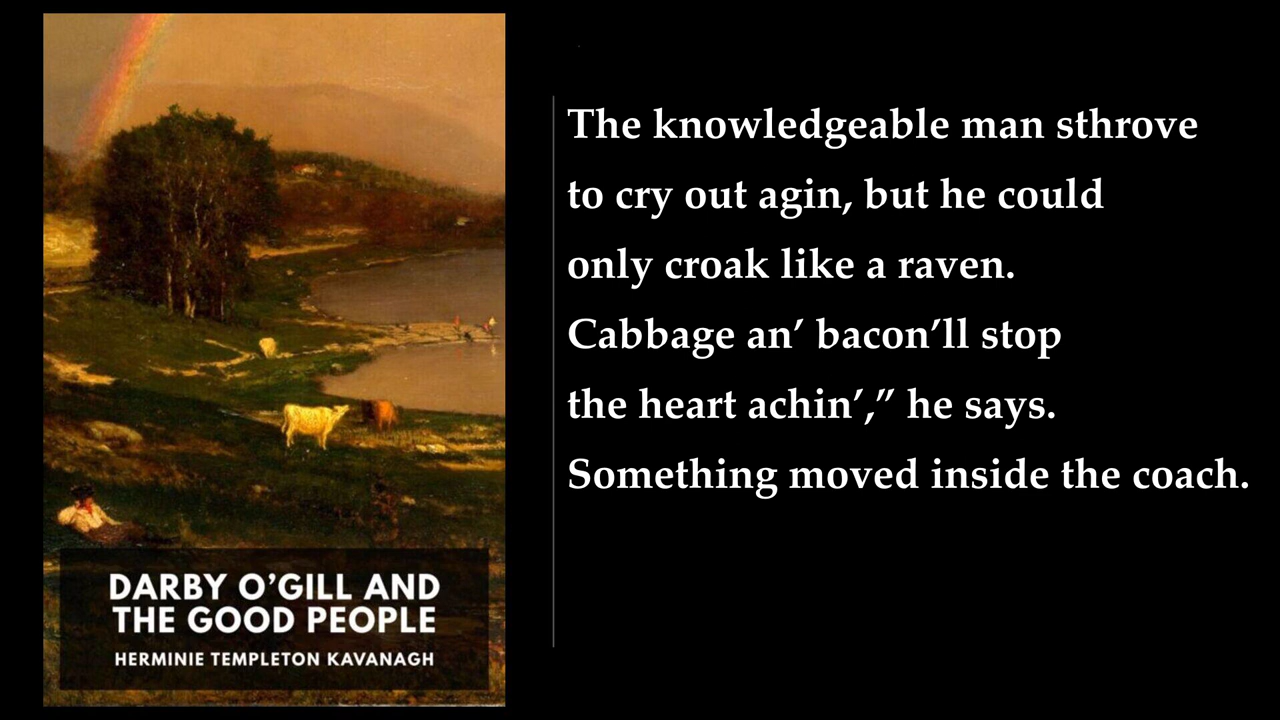 The knowledgeable man sthrove
to cry out agin, but he could
only croak like a raven.
Cabbage an’ bacon’ll stop
the heart achin’,” he says.
Something moved inside the coach.
DARBY O’GILL AND
THE GOOD PEOPLE
HERMINIE TEMPLETON KAVANAGH